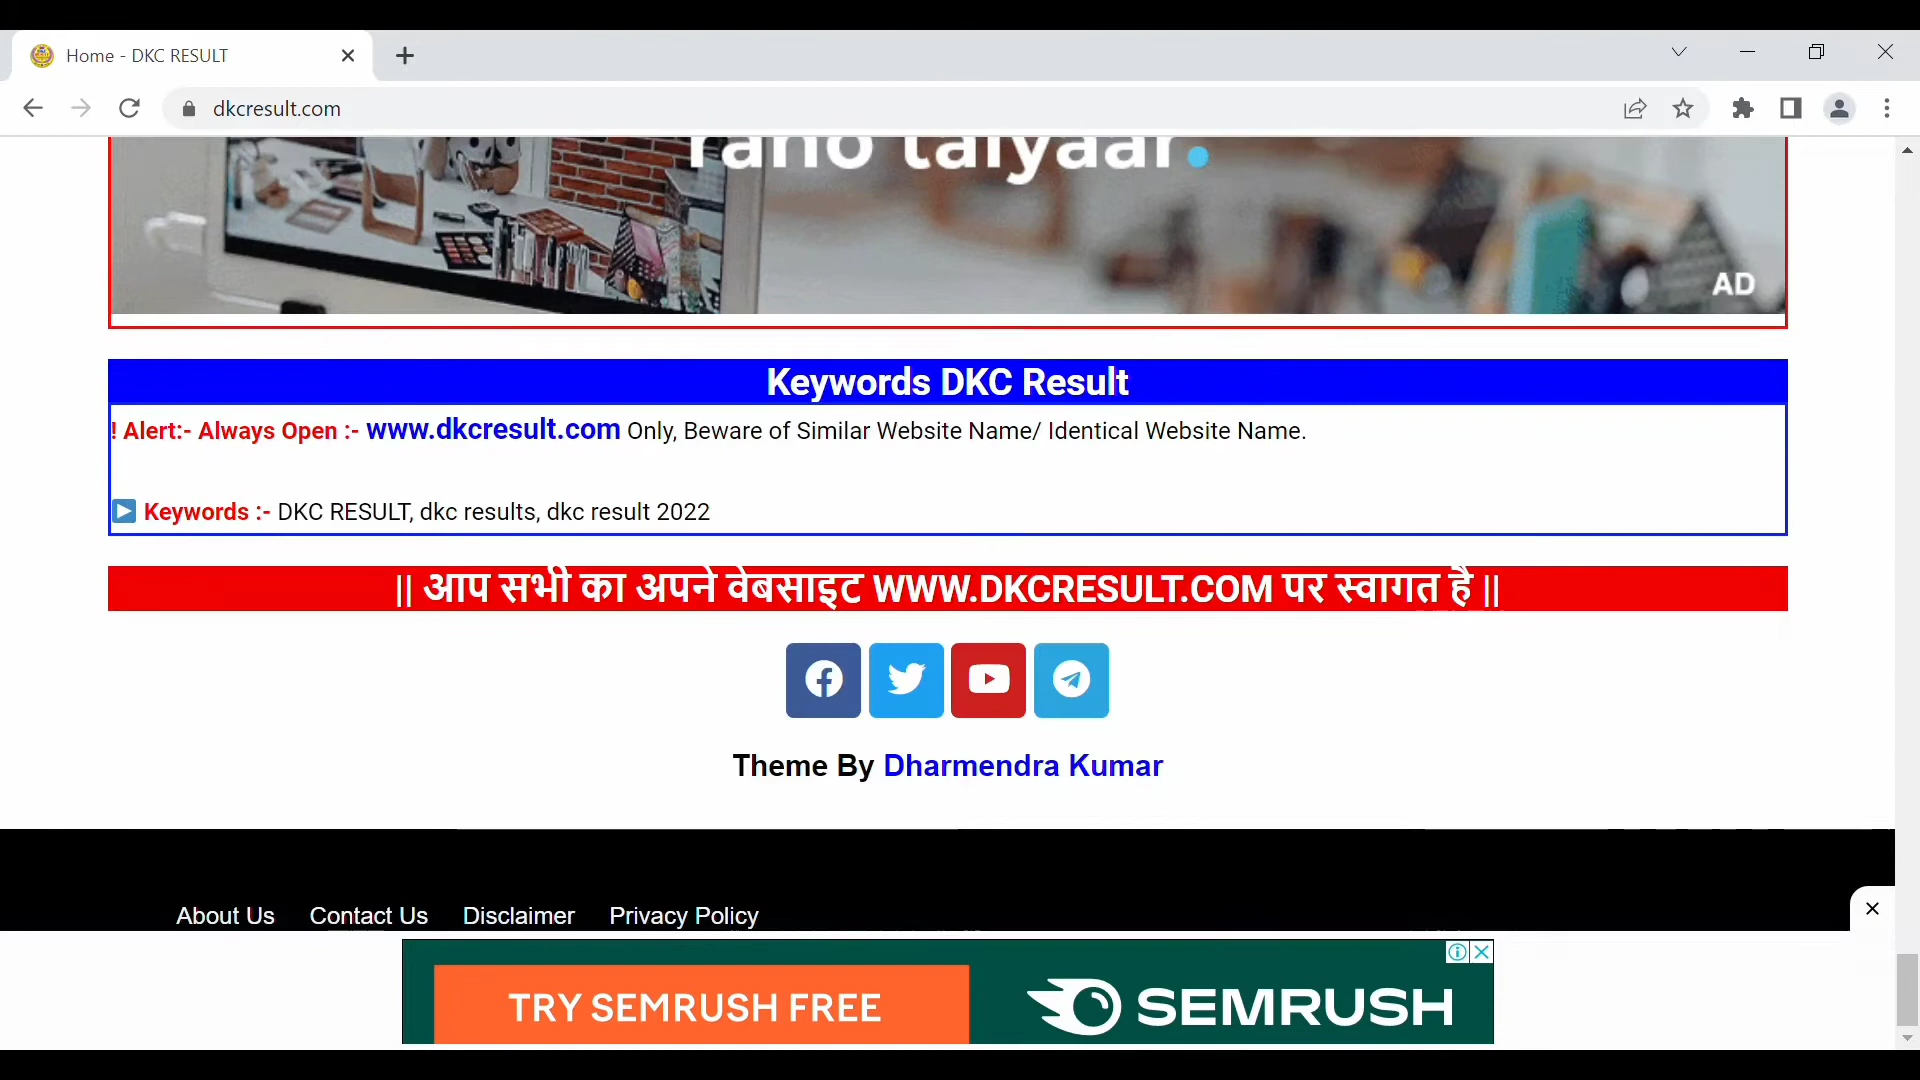 Home - DKC RESULT
dkcresult.com
raho taiyaar.
AD
Keywords DKC Result
! Alert:- Always Open :- www.dkcresult.com Only, Beware of Similar Website Name/ Identical Website Name.
Keywords :- DKC RESULT, dkc results, dkc result 2022
|| आप सभी का अपने वेबसाइट WWW.DKCRESULT.COM पर स्वागत है ||
Theme By Dharmendra Kumar
About Us Contact Us Disclaimer Privacy Policy
TRY SEMRUSH FREE SEMRUSH